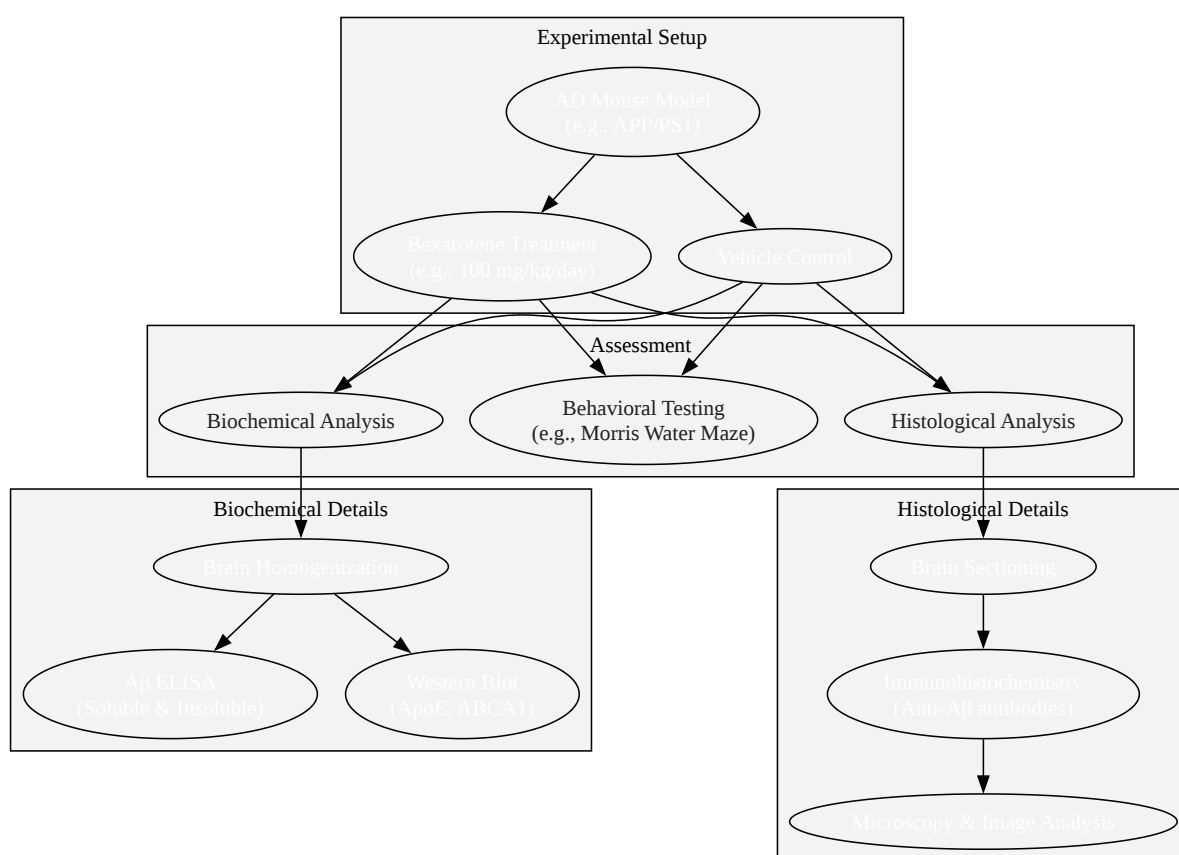 Experimental Setup
AD Mouse Model
(e.g., APP/PS1)
Bexarotene Treatment
(e.g., 100 mg/kg/day)
Vehicle Control
Assessment
Biochemical Analysis
Behavioral Testing
(e.g., Morris Water Maze)
Histological Analysis
Biochemical Details
Brain Homogenization
Aβ ELISA
(Soluble & Insoluble)
Western Blot
(ApoE, ABCA1)
Histological Details
Brain Sectioning
Immunohistochemistry
(Anti-Aβ antibodies)
Microscopy & Image Analysis